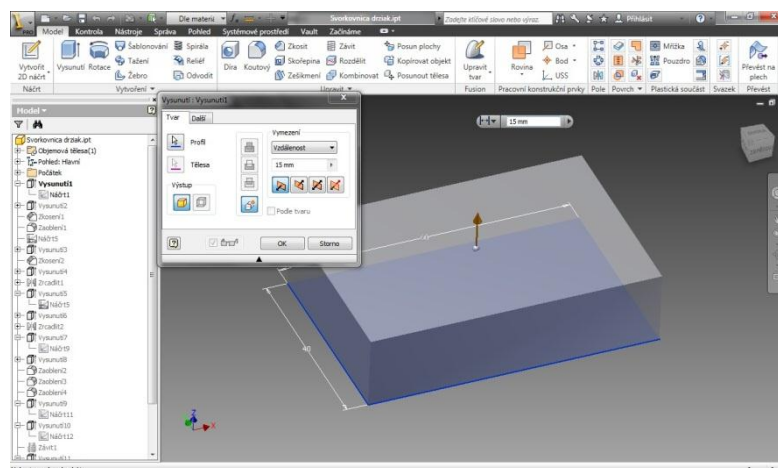 Dle materiá
Svorkovnica drziak.ipt
Zadejte klíčové slovo nebo výraz.
Přihlásit
PRO
Model Kontrola Nástroje Správa Pohled Systémové prostředí Vault Začínáme
Vytvořit 2D náčrt
Vysunutí Rotace
Šablonování
Tažení
Žebro
Spirála
Reliéf
Odvodit
Díra Koutový
Zkosit
Skořepina
Zešikmení
Závit
Rozdělit
Kombinovat
Posun plochy
Kopírovat objekt
Posunout tělesa
Upravit tvar
Rovina
Osa
Bod
USS
Mřížka
Pouzdro
Převést na plech
Náčrt Vytvoření Upravit Fusion Pracovní konstrukční prvky Pole Povrch Plastická součást Svazek Převést
Model
Svorkovnica drziak.ipt
Objemová tělesa(1)
Pohled: Hlavní
Počátek
Vysunutí1
Náčrt1
Vysunutí2
Zkosení1
Zaoblení1
Náčrt5
Vysunutí3
Zkosení2
Vysunutí4
Zrcadlit1
Vysunutí5
Náčrt5
Vysunutí6
Zrcadlit2
Vysunutí7
Náčrt9
Vysunutí8
Zaoblení2
Zaoblení3
Zaoblení4
Vysunutí9
Náčrt11
Vysunutí10
Náčrt12
Závit1
Vysunutí11
Vysunutí : Vysunutí1
Tvar Další
Profil
Tělesa
Výstup
Vymezení
Vzdálenost
15 mm
Podle tvaru
OK Storno
15 mm
40
Z
X